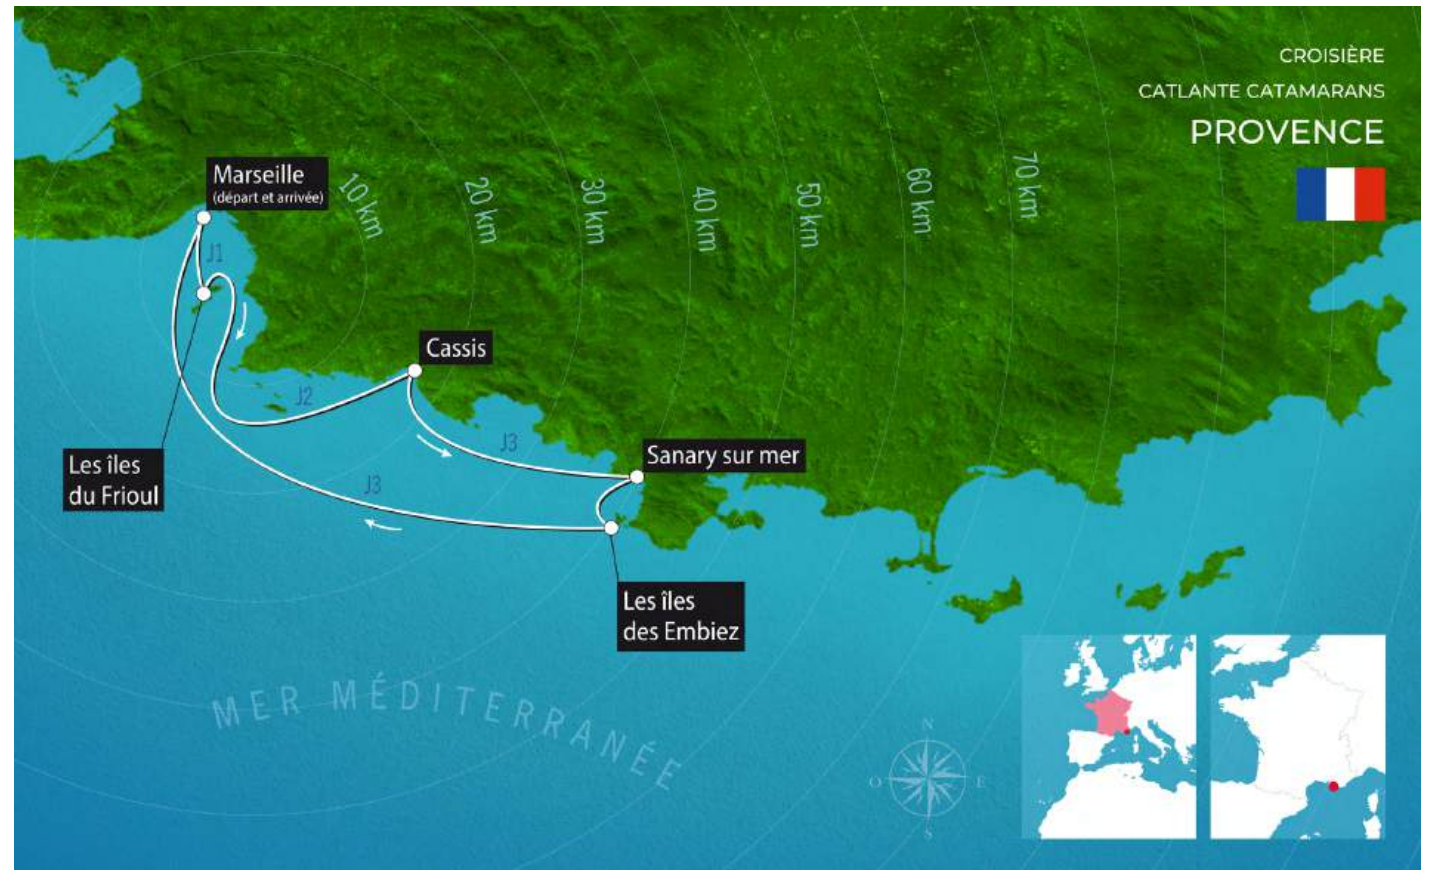 CROISIÈRE
CATLANTE CATAMARANS
PROVENCE
Marseille
(départ et arrivée)
10 km
20 km
30 km
40 km
50 km
60 km
70 km
J1
Cassis
J2
J3
Sanary sur mer
Les îles
du Frioul
J3
Les îles
des Embiez
MER MÉDITERRANÉE
N
O
E
S